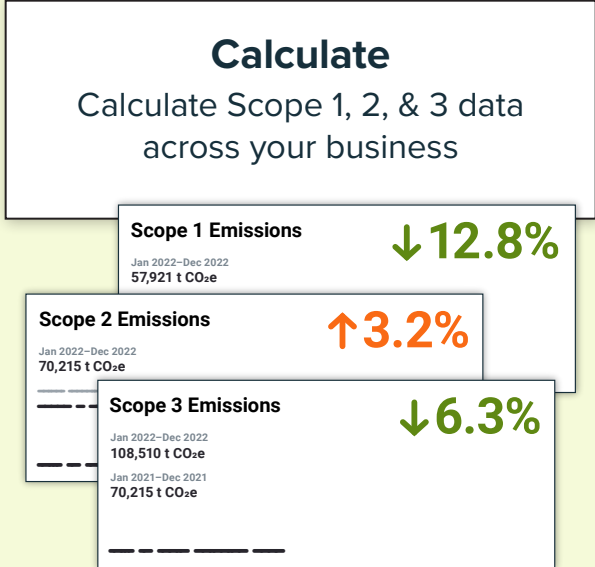 Calculate
Calculate Scope 1, 2, & 3 data
across your business
Scope 1 Emissions
↓12.8%
Jan 2022–Dec 2022
57,921 t CO₂e
Scope 2 Emissions
↑3.2%
Jan 2022–Dec 2022
70,215 t CO₂e
Scope 3 Emissions
↓6.3%
Jan 2022–Dec 2022
108,510 t CO₂e
Jan 2021–Dec 2021
70,215 t CO₂e